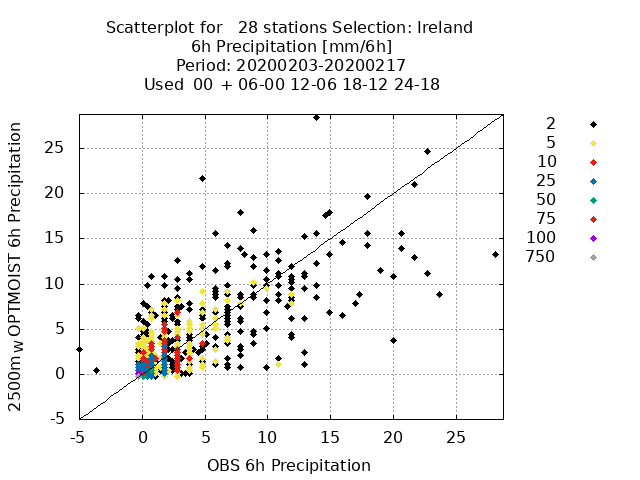 Scatterplot for 28 stations Selection: Ireland
6h Precipitation [mm/6h]
Period: 20200203-20200217
Used 00 + 06-00 12-06 18-12 24-18
2500m_W OPTMOIST 6h Precipitation
25
20
15
10
5
0
-5
-5 0 5 10 15 20 25
OBS 6h Precipitation
2
5
10
25
50
75
100
750